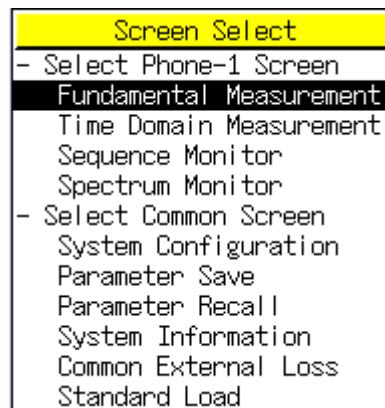 Screen Select
- Select Phone-1 Screen
Fundamental Measurement
Time Domain Measurement
Sequence Monitor
Spectrum Monitor
- Select Common Screen
System Configuration
Parameter Save
Parameter Recall
System Information
Common External Loss
Standard Load